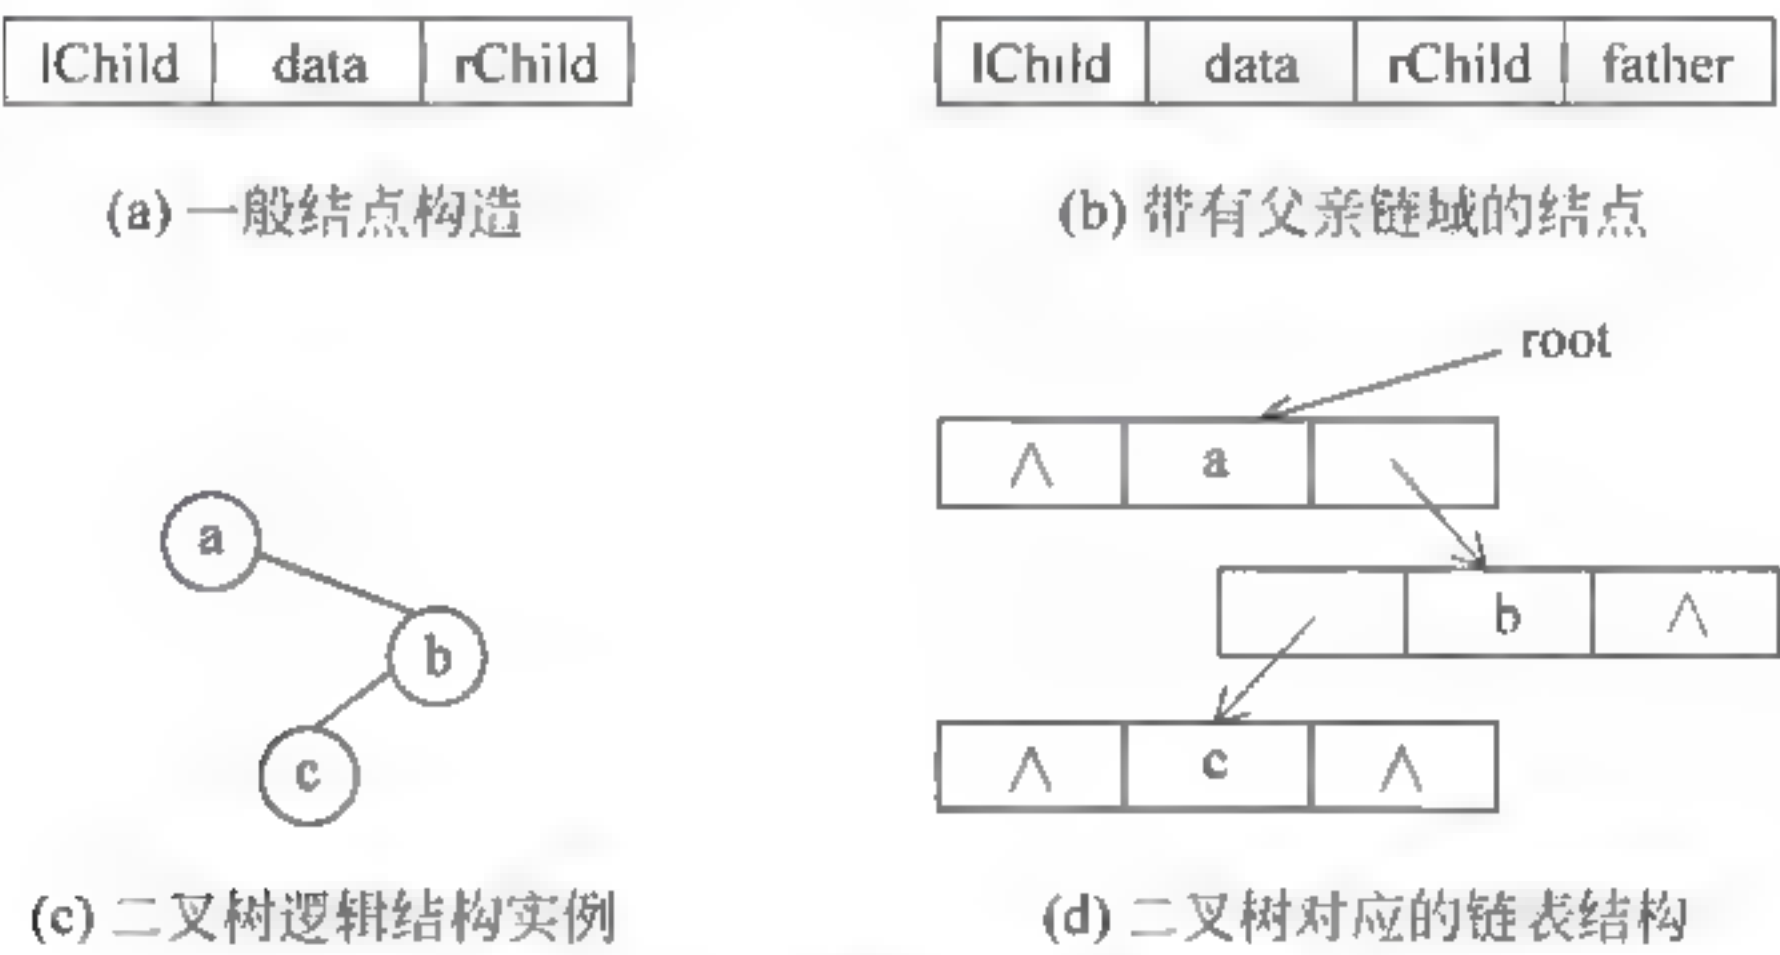 lChild data rChild
lChild data rChild father
(a) 一般结点构造
(b) 带有父亲链域的结点
root
∧ a
b ∧
∧ c ∧
a
b
c
(c) 二叉树逻辑结构实例
(d) 二叉树对应的链表结构